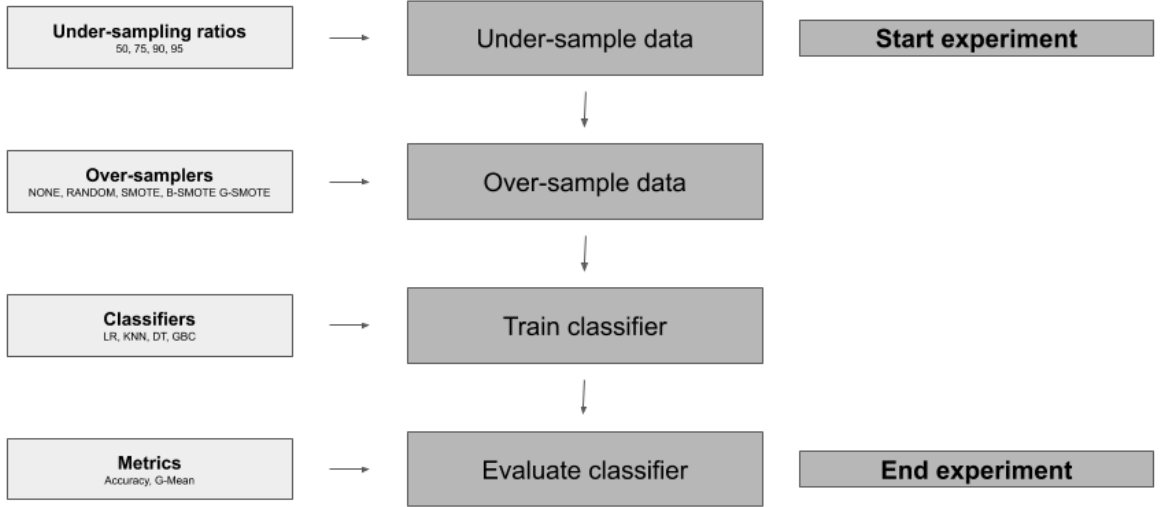 Under-sampling ratios
50, 75, 90, 95
Under-sample data
Start experiment
Over-samplers
NONE, RANDOM, SMOTE, B-SMOTE G-SMOTE
Over-sample data
Classifiers
LR, KNN, DT, GBC
Train classifier
Metrics
Accuracy, G-Mean
Evaluate classifier
End experiment